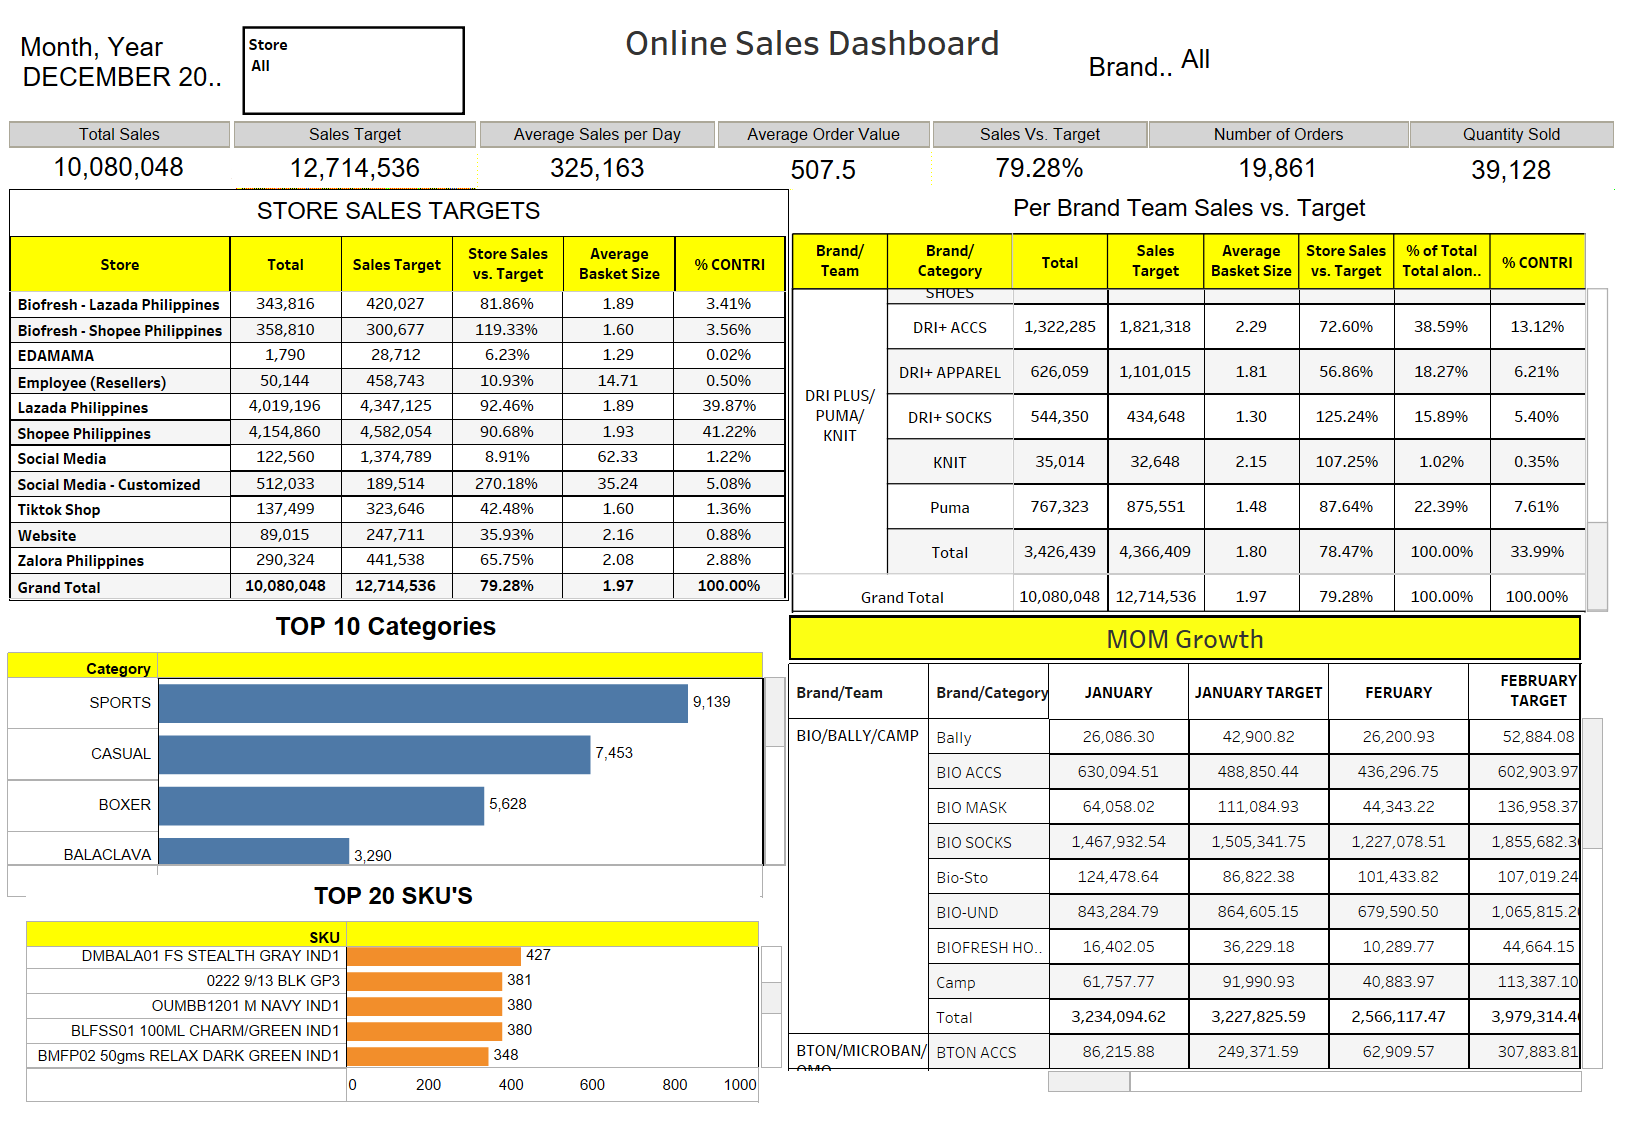 Month, Year
DECEMBER 20..
Store
All
Online Sales Dashboard
Brand.. All
Total Sales Sales Target Average Sales per Day Average Order Value Sales Vs. Target Number of Orders Quantity Sold
10,080,048 12,714,536 325,163 507.5 79.28% 19,861 39,128
STORE SALES TARGETS
Store Total Sales Target Store Sales vs. Target Average Basket Size % CONTRI
Biofresh - Lazada Philippines 343,816 420,027 81.86% 1.89 3.41%
Biofresh - Shopee Philippines 358,810 300,677 119.33% 1.60 3.56%
EDAMAMA 1,790 28,712 6.23% 1.29 0.02%
Employee (Resellers) 50,144 458,743 10.93% 14.71 0.50%
Lazada Philippines 4,019,196 4,347,125 92.46% 1.89 39.87%
Shopee Philippines 4,154,860 4,582,054 90.68% 1.93 41.22%
Social Media 122,560 1,374,789 8.91% 62.33 1.22%
Social Media - Customized 512,033 189,514 270.18% 35.24 5.08%
Tiktok Shop 137,499 323,646 42.48% 1.60 1.36%
Website 89,015 247,711 35.93% 2.16 0.88%
Zalora Philippines 290,324 441,538 65.75% 2.08 2.88%
Grand Total 10,080,048 12,714,536 79.28% 1.97 100.00%
Per Brand Team Sales vs. Target
Brand/ Team Brand/ Category Total Sales Target Average Basket Size Store Sales vs. Target % of Total Total alon.. % CONTRI
SHOES
DRI PLUS/ PUMA/ KNIT
DRI+ ACCS 1,322,285 1,821,318 2.29 72.60% 38.59% 13.12%
DRI+ APPAREL 626,059 1,101,015 1.81 56.86% 18.27% 6.21%
DRI+ SOCKS 544,350 434,648 1.30 125.24% 15.89% 5.40%
KNIT 35,014 32,648 2.15 107.25% 1.02% 0.35%
Puma 767,323 875,551 1.48 87.64% 22.39% 7.61%
Total 3,426,439 4,366,409 1.80 78.47% 100.00% 33.99%
Grand Total 10,080,048 12,714,536 1.97 79.28% 100.00% 100.00%
TOP 10 Categories
Category
SPORTS 9,139
CASUAL 7,453
BOXER 5,628
BALACLAVA 3,290
TOP 20 SKU'S
SKU
DMBALA01 FS STEALTH GRAY IND1 427
0222 9/13 BLK GP3 381
OUMBB1201 M NAVY IND1 380
BLFSS01 100ML CHARM/GREEN IND1 380
BMFP02 50gms RELAX DARK GREEN IND1 348
0 200 400 600 800 1000
MOM Growth
Brand/Team Brand/Category JANUARY JANUARY TARGET FERUARY FEBRUARY TARGET
BIO/BALLY/CAMP Bally 26,086.30 42,900.82 26,200.93 52,884.08
BIO ACCS 630,094.51 488,850.44 436,296.75 602,903.97
BIO MASK 64,058.02 111,084.93 44,343.22 136,958.37
BIO SOCKS 1,467,932.54 1,505,341.75 1,227,078.51 1,855,682.3
Bio-Sto 124,478.64 86,822.38 101,433.82 107,019.24
BIO-UND 843,284.79 864,605.15 679,590.50 1,065,815.2
BIOFRESH HO.. 16,402.05 36,229.18 10,289.77 44,664.15
Camp 61,757.77 91,990.93 40,883.97 113,387.10
Total 3,234,094.62 3,227,825.59 2,566,117.47 3,979,314.4
BTON/MICROBAN/ BTON ACCS 86,215.88 249,371.59 62,909.57 307,883.81